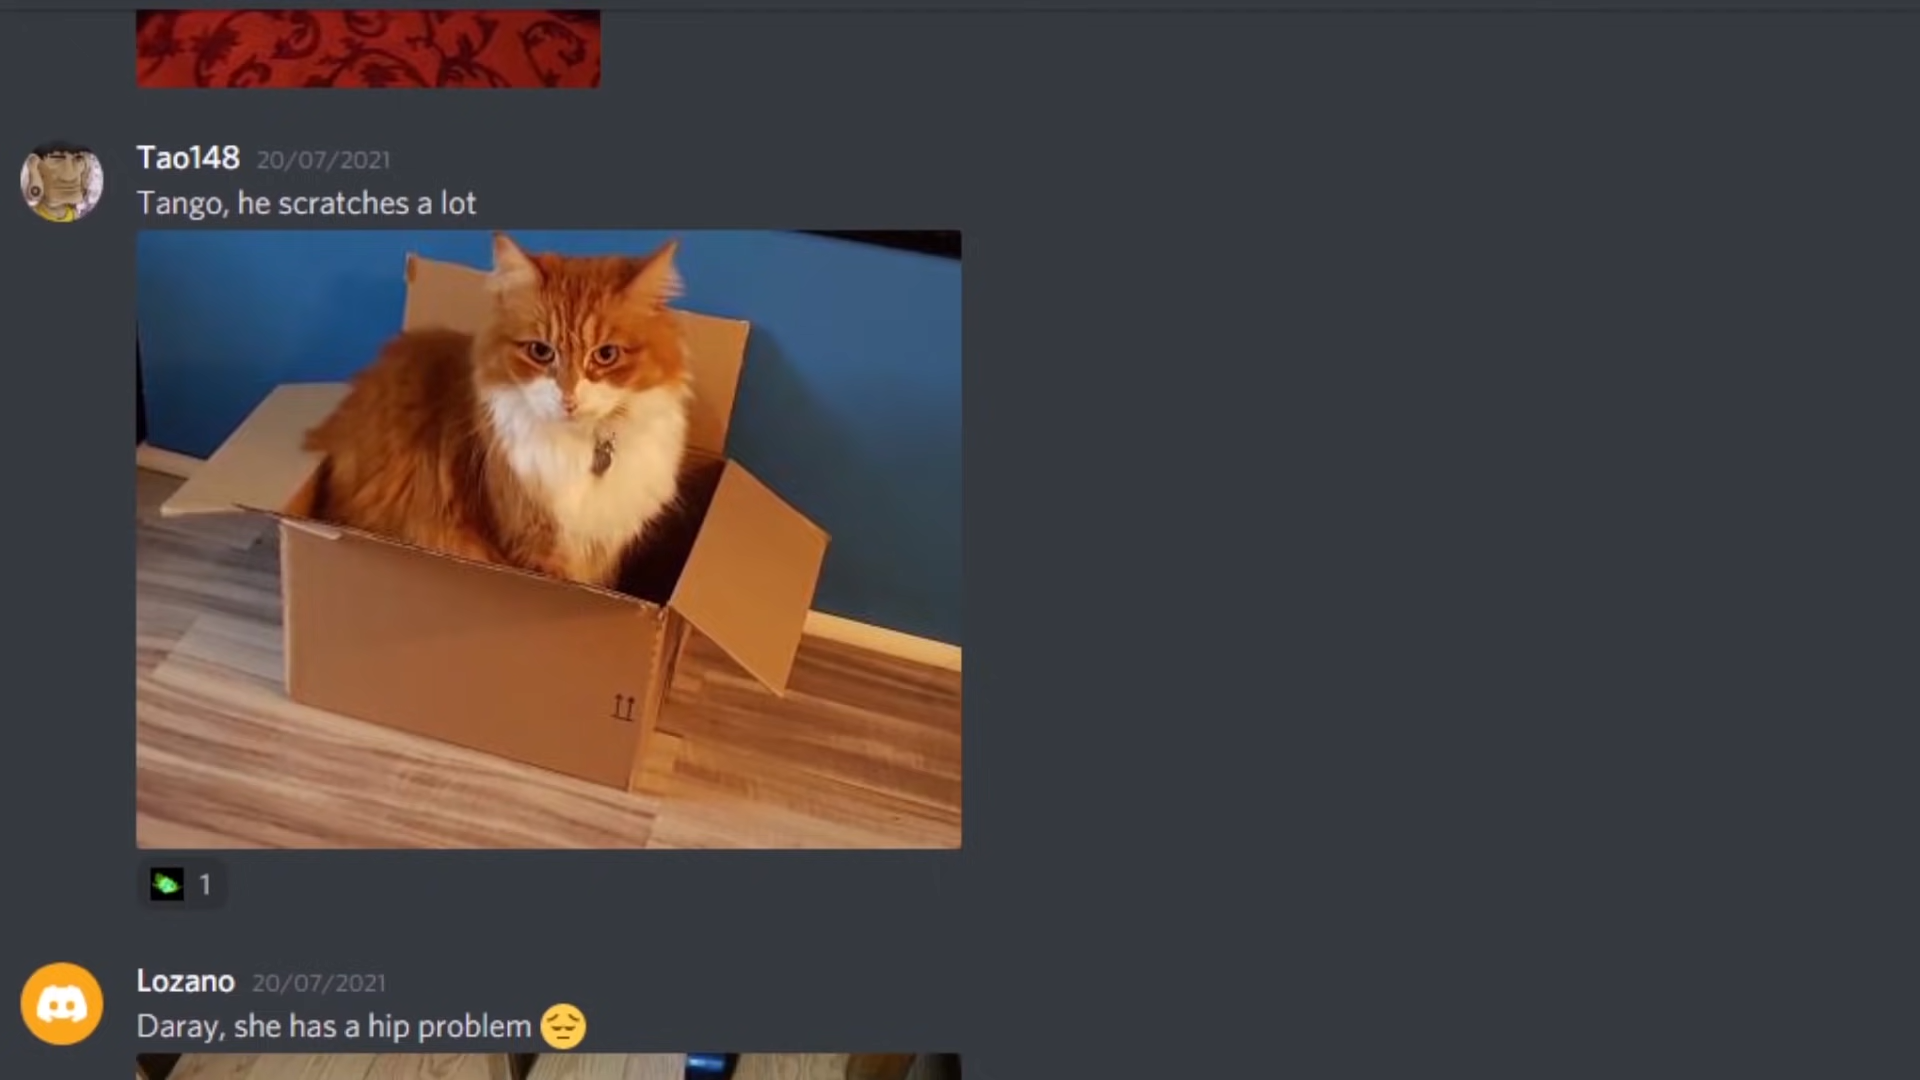 Tao148 20/07/2021
Tango, he scratches a lot
1
Lozano 20/07/2021
Daray, she has a hip problem 😔